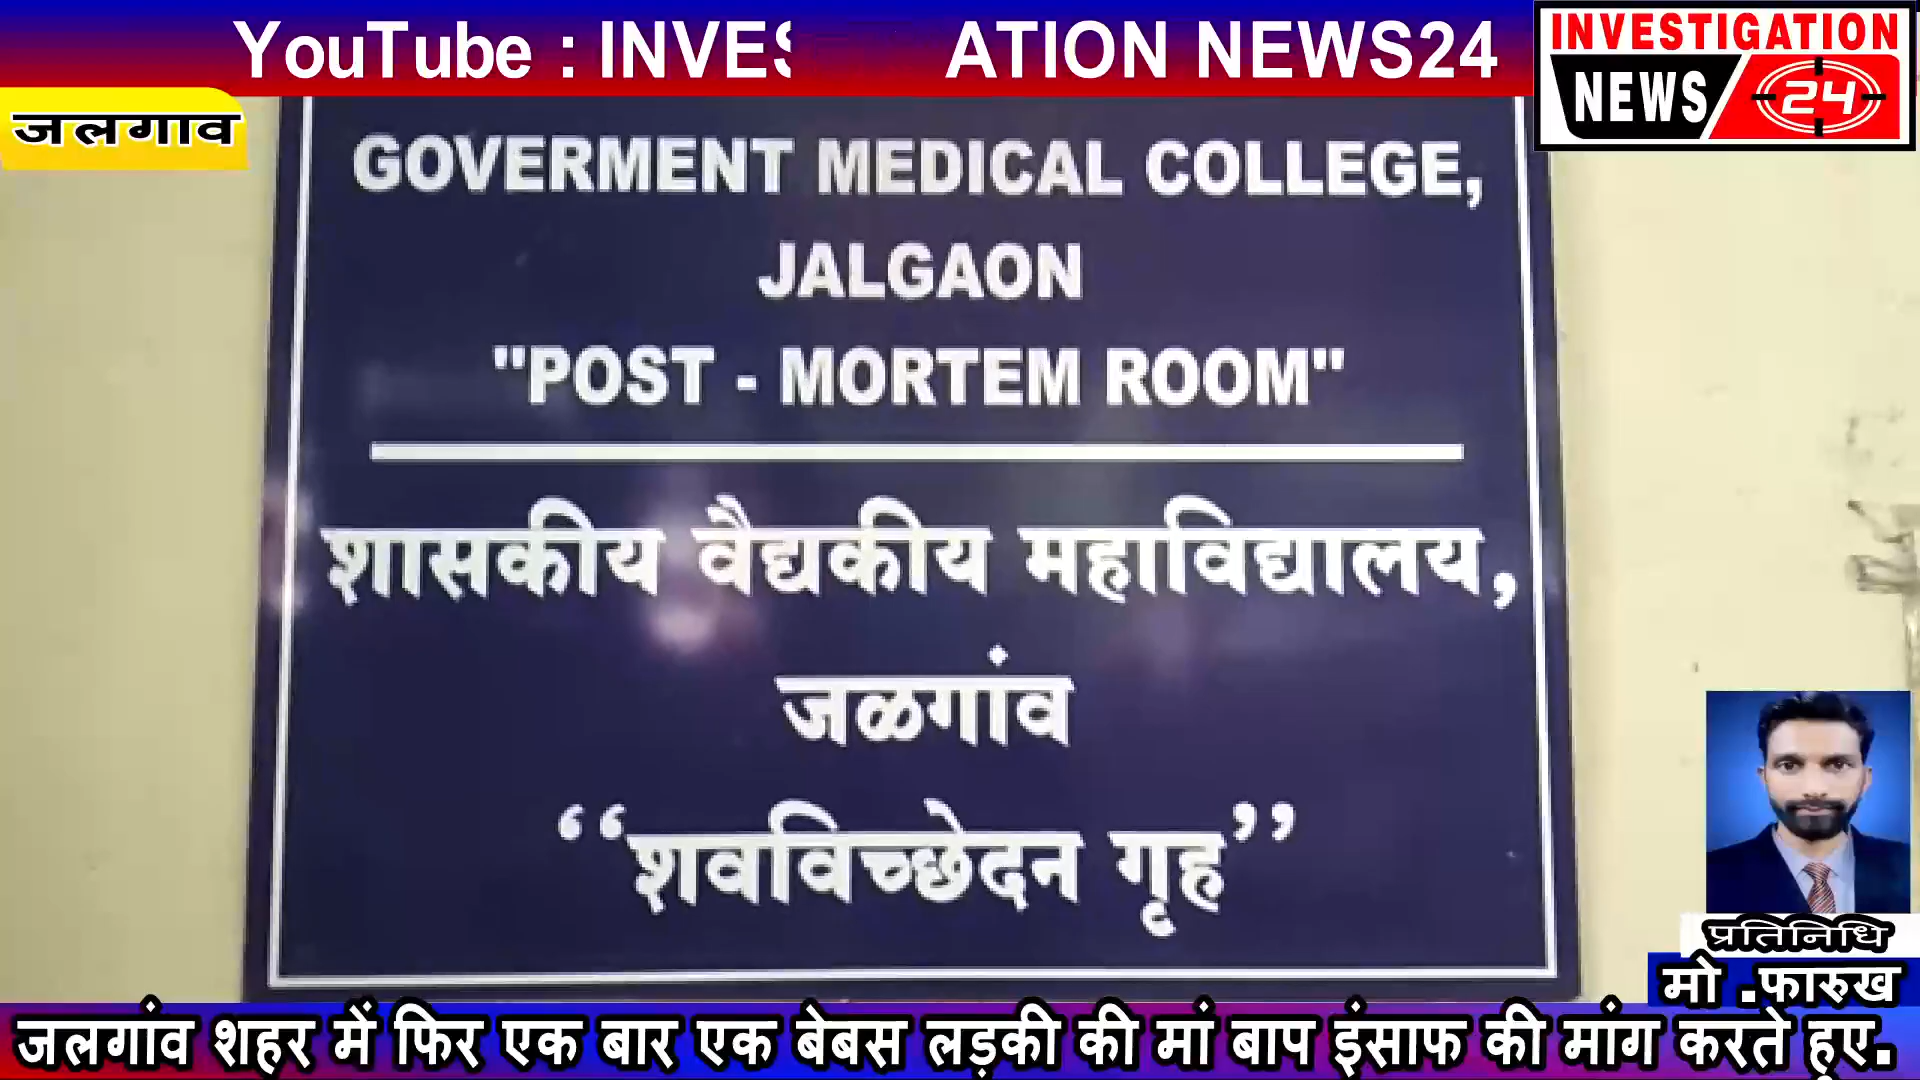 YouTube : INVES ATION NEWS24
INVESTIGATION
NEWS 24
जलगाव
GOVERMENT MEDICAL COLLEGE,
JALGAON
"POST - MORTEM ROOM"
शासकीय वैद्यकीय महाविद्यालय,
जळगांव
‘‘शवविच्छेदन गृह’’
प्रतिनिधि
मो .फारुख
जलगांव शहर में फिर एक बार एक बेबस लड़की की मां बाप इंसाफ की मांग करते हुए.